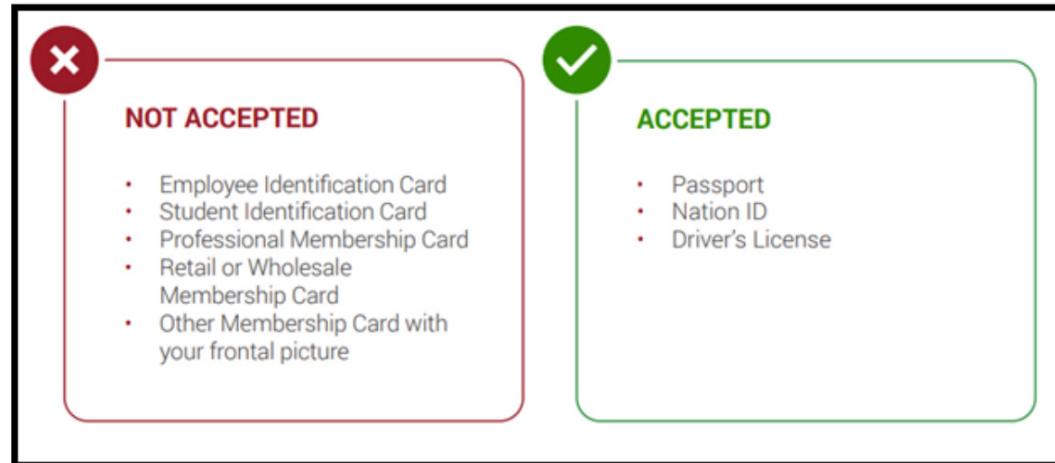 NOT ACCEPTED
• Employee Identification Card
• Student Identification Card
• Professional Membership Card
• Retail or Wholesale
Membership Card
• Other Membership Card with
your frontal picture
ACCEPTED
• Passport
• Nation ID
• Driver's License